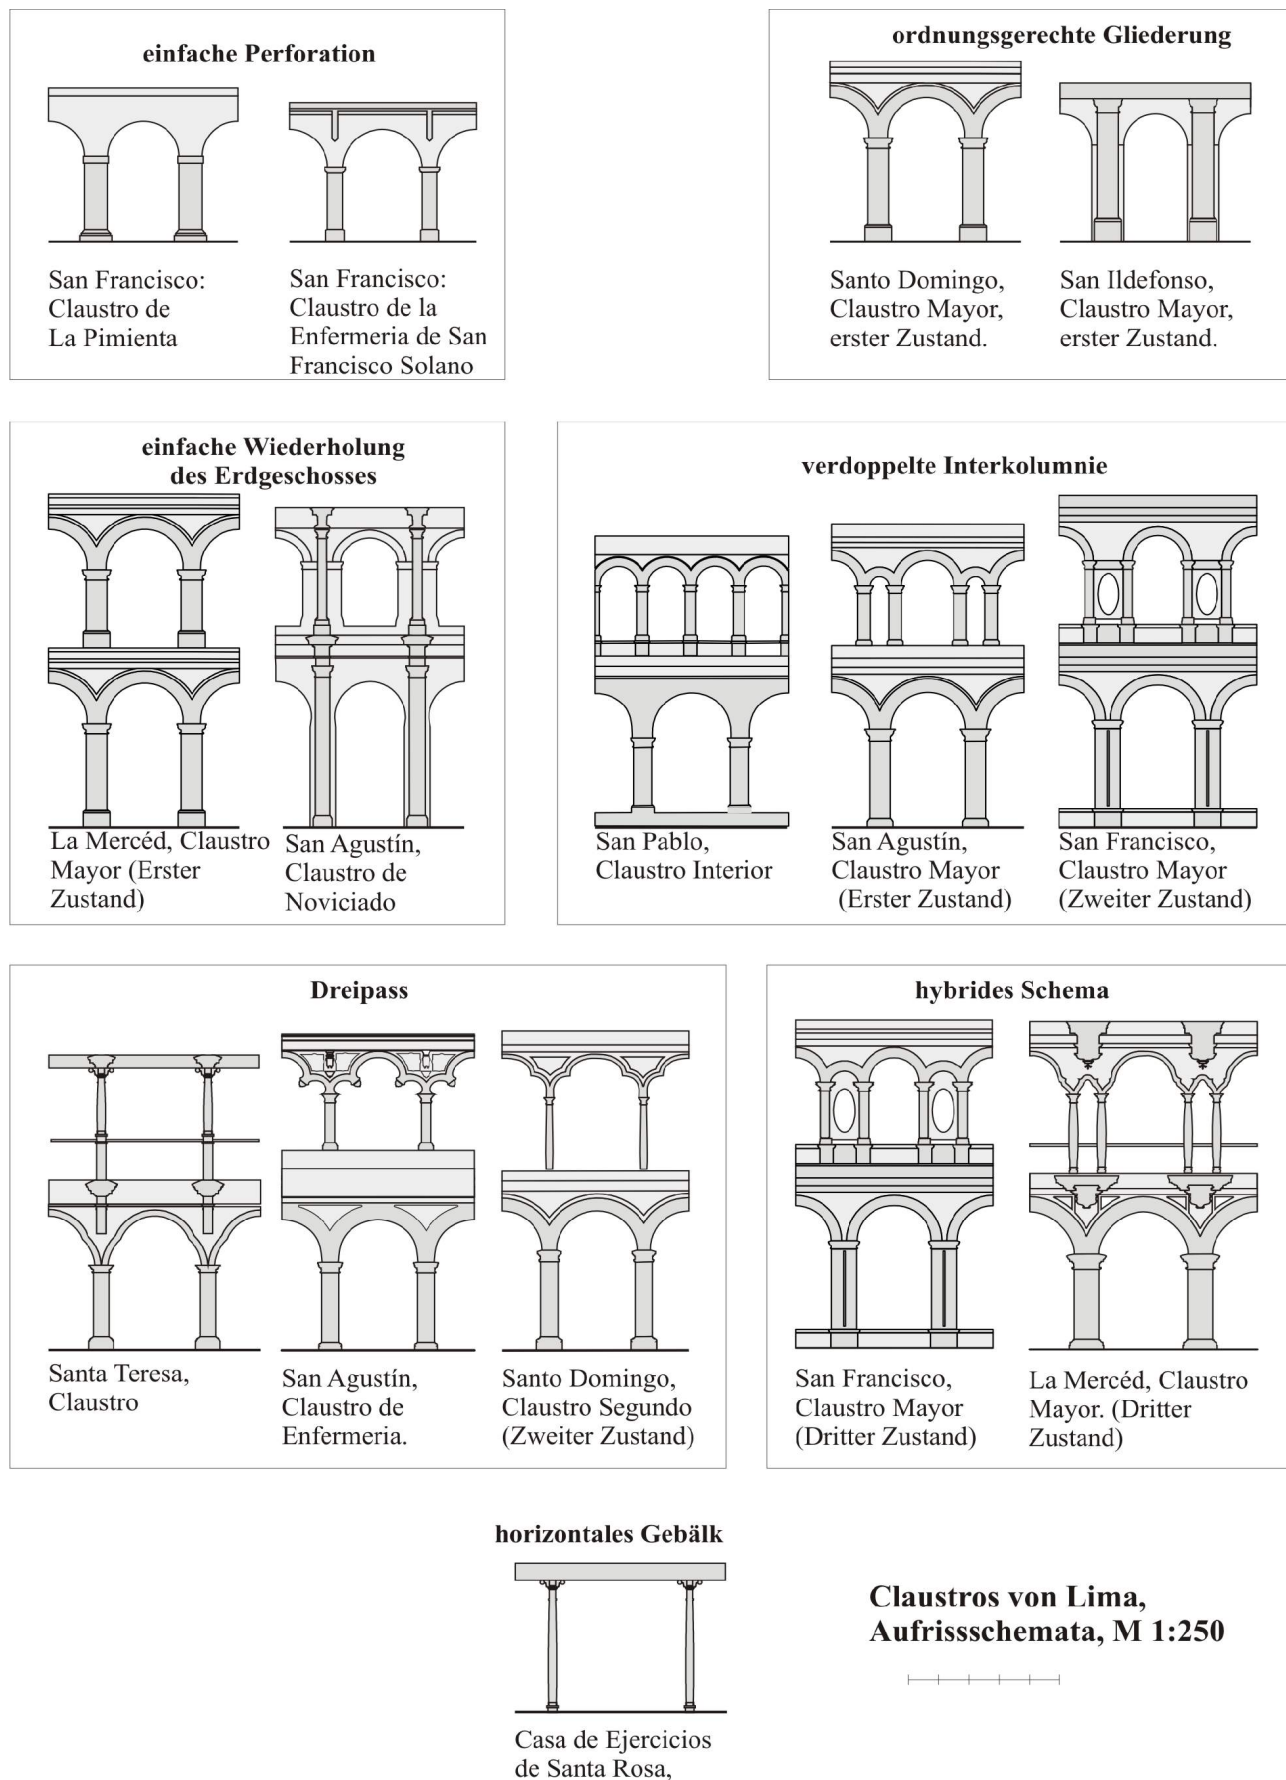 einfache Perforation
San Francisco:
Claustro de
La Pimienta
San Francisco:
Claustro de la
Enfermeria de San
Francisco Solano
ordnungsgerechte Gliederung
Santo Domingo,
Claustro Mayor,
erster Zustand.
San Ildefonso,
Claustro Mayor,
erster Zustand.
einfache Wiederholung
des Erdgeschosses
La Mercéd, Claustro
Mayor (Erster
Zustand)
San Agustín,
Claustro de
Noviciado
verdoppelte Interkolumnie
San Pablo,
Claustro Interior
San Agustín,
Claustro Mayor
(Erster Zustand)
San Francisco,
Claustro Mayor
(Zweiter Zustand)
Dreipass
Santa Teresa,
Claustro
San Agustín,
Claustro de
Enfermeria.
Santo Domingo,
Claustro Segundo
(Zweiter Zustand)
hybrides Schema
San Francisco,
Claustro Mayor
(Dritter Zustand)
La Mercéd, Claustro
Mayor. (Dritter
Zustand)
horizontales Gebälk
Casa de Ejercicios
de Santa Rosa,
Claustros von Lima,
Aufrissschemata, M 1:250